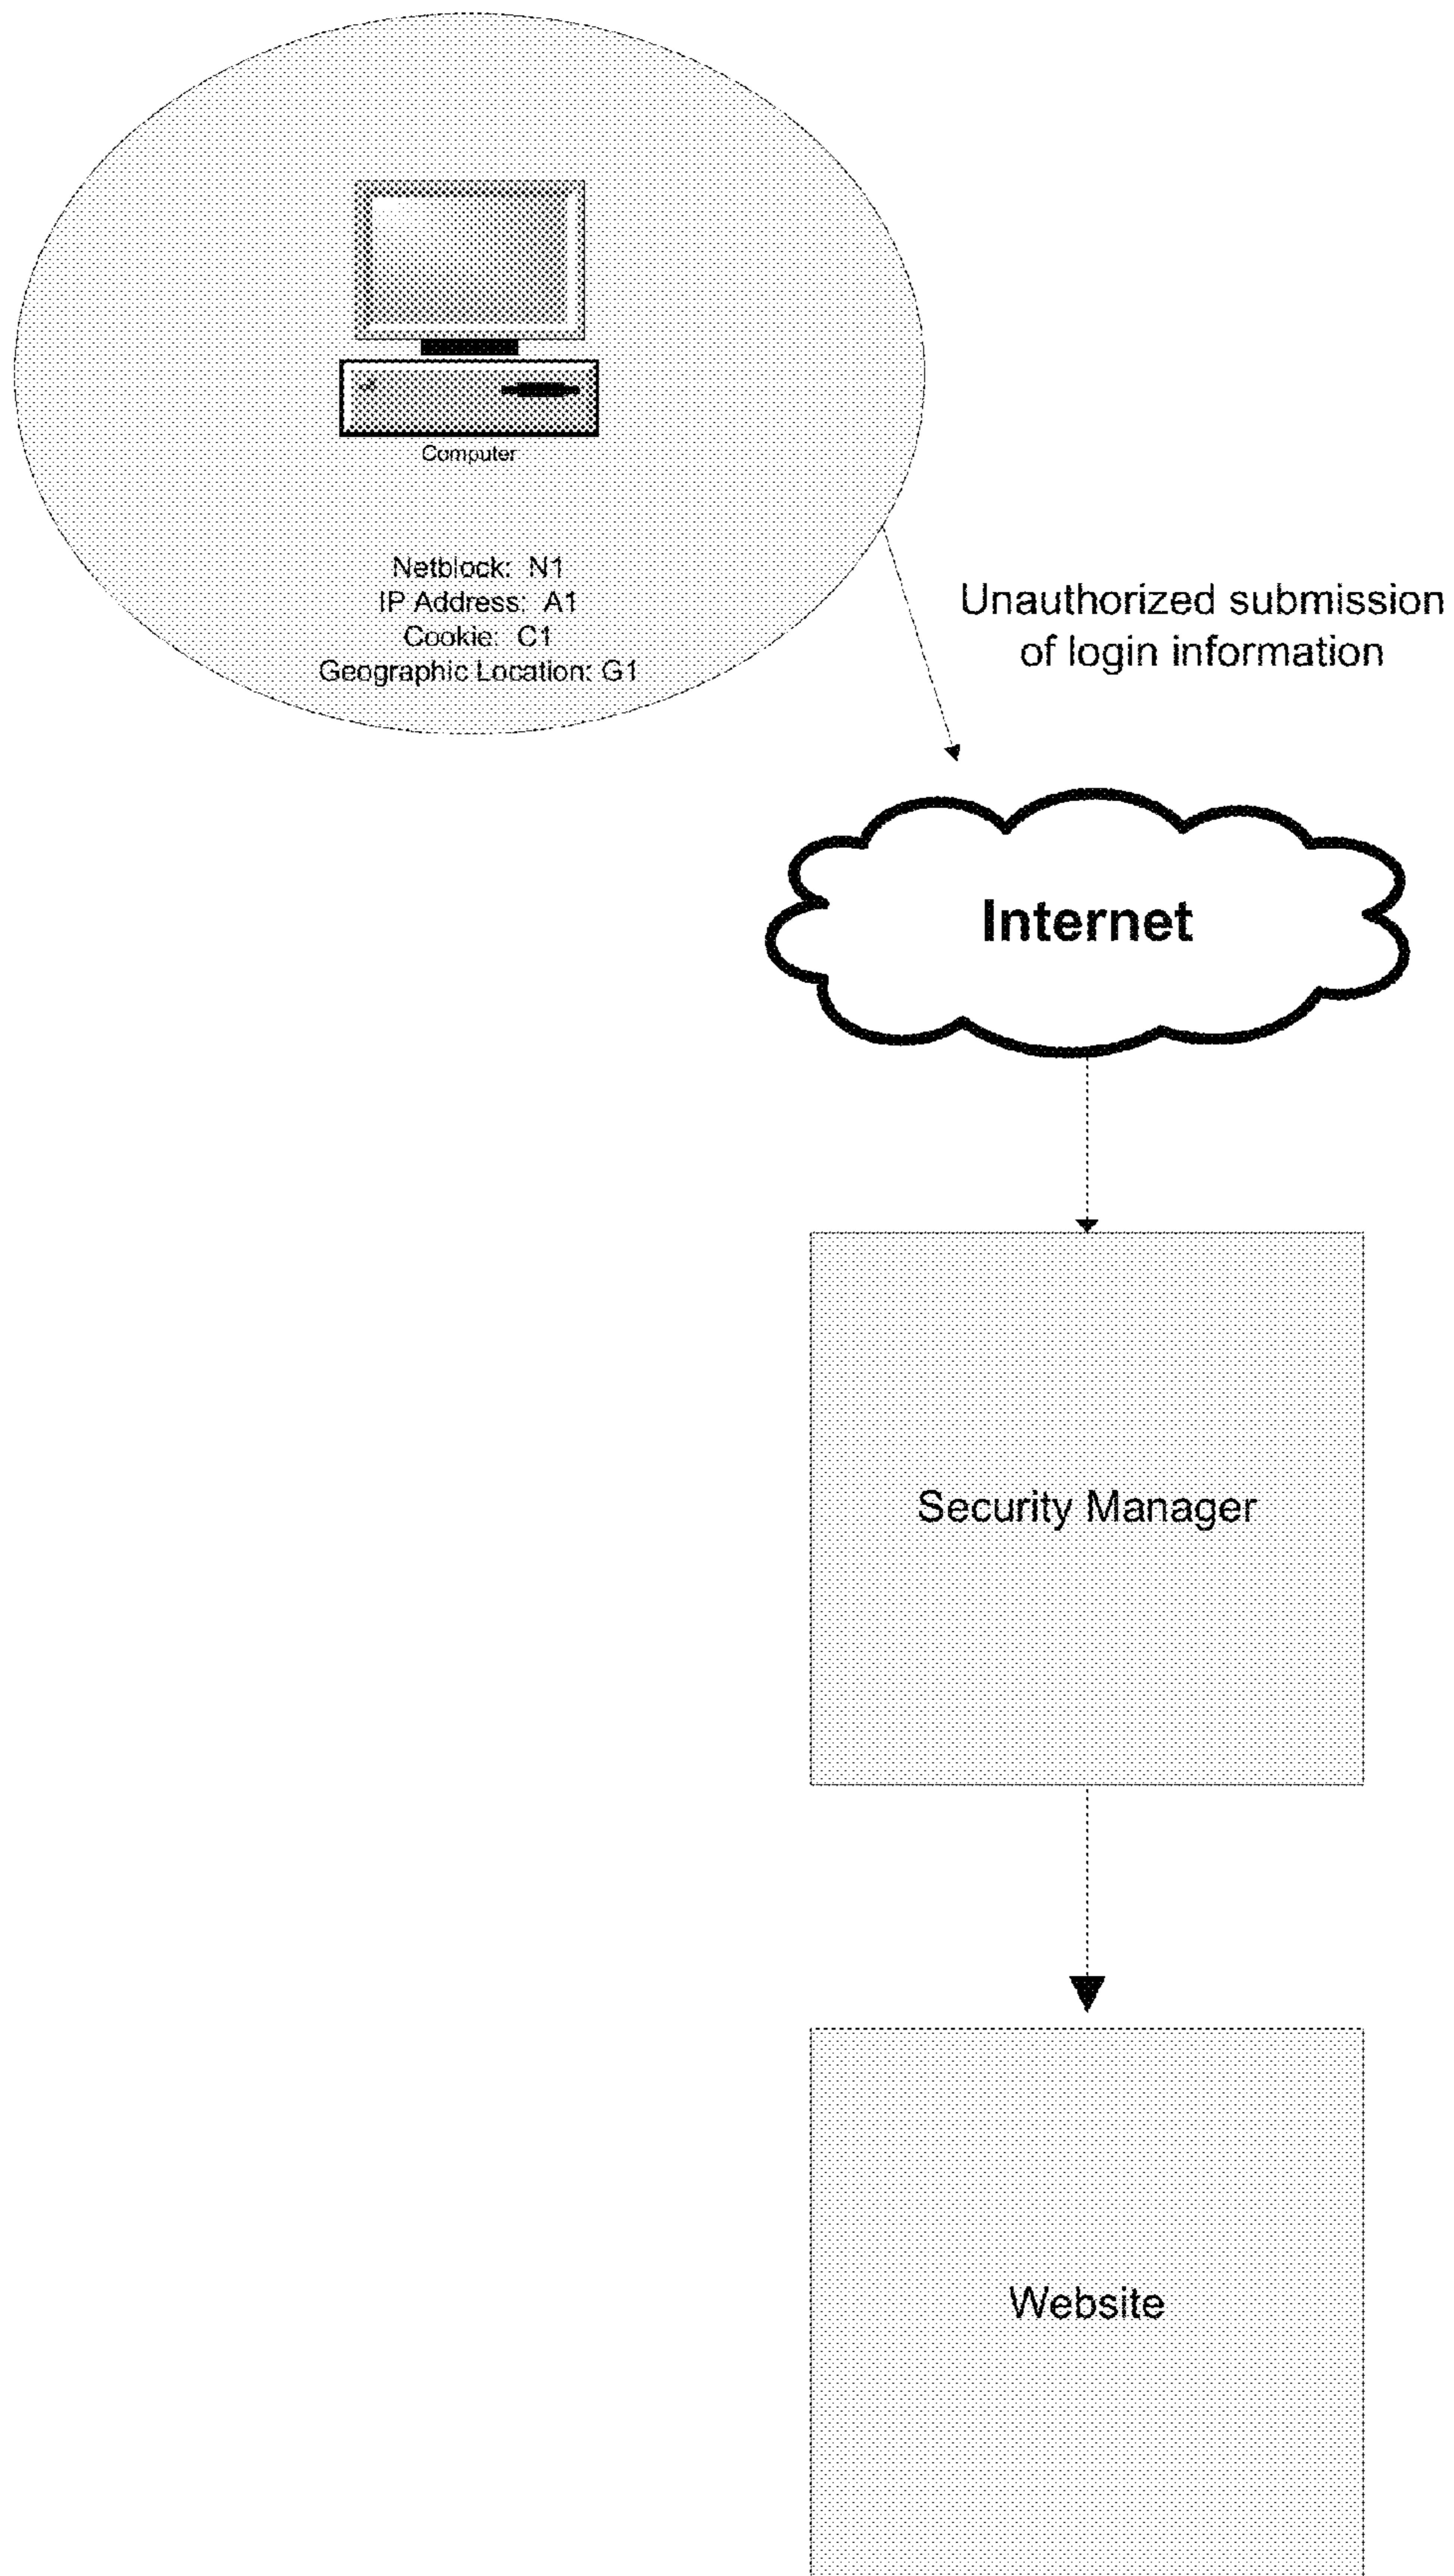 Computer
Netblock: N1
IP Address: A1
Cookie: C1
Geographic Location: G1
Unauthorized submission
of login information
Internet
Security Manager
Website